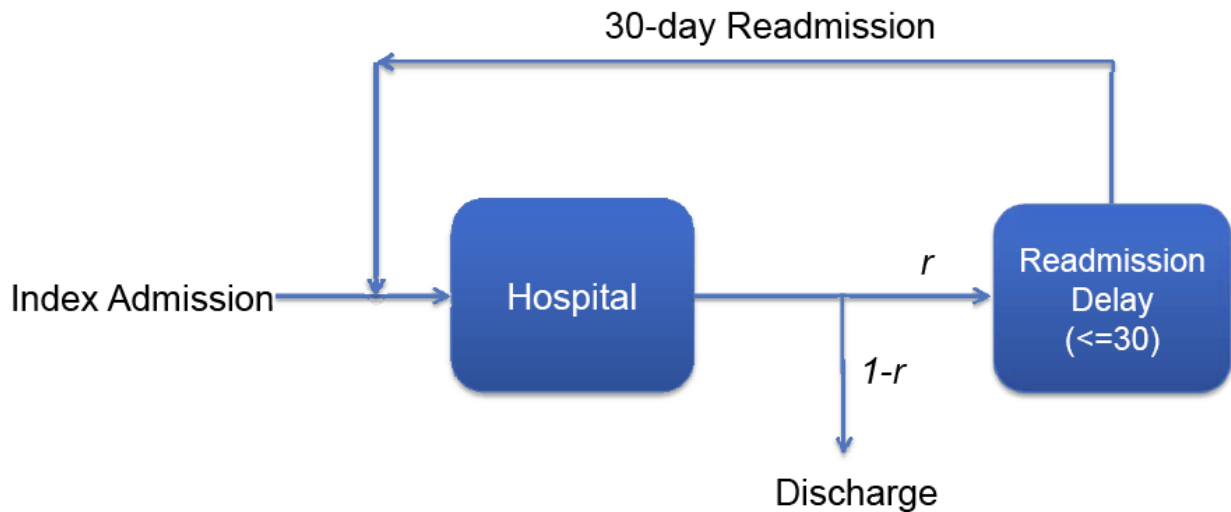 30-day Readmission
Index Admission
Hospital
r
Readmission
Delay
(<=30)
1-r
Discharge